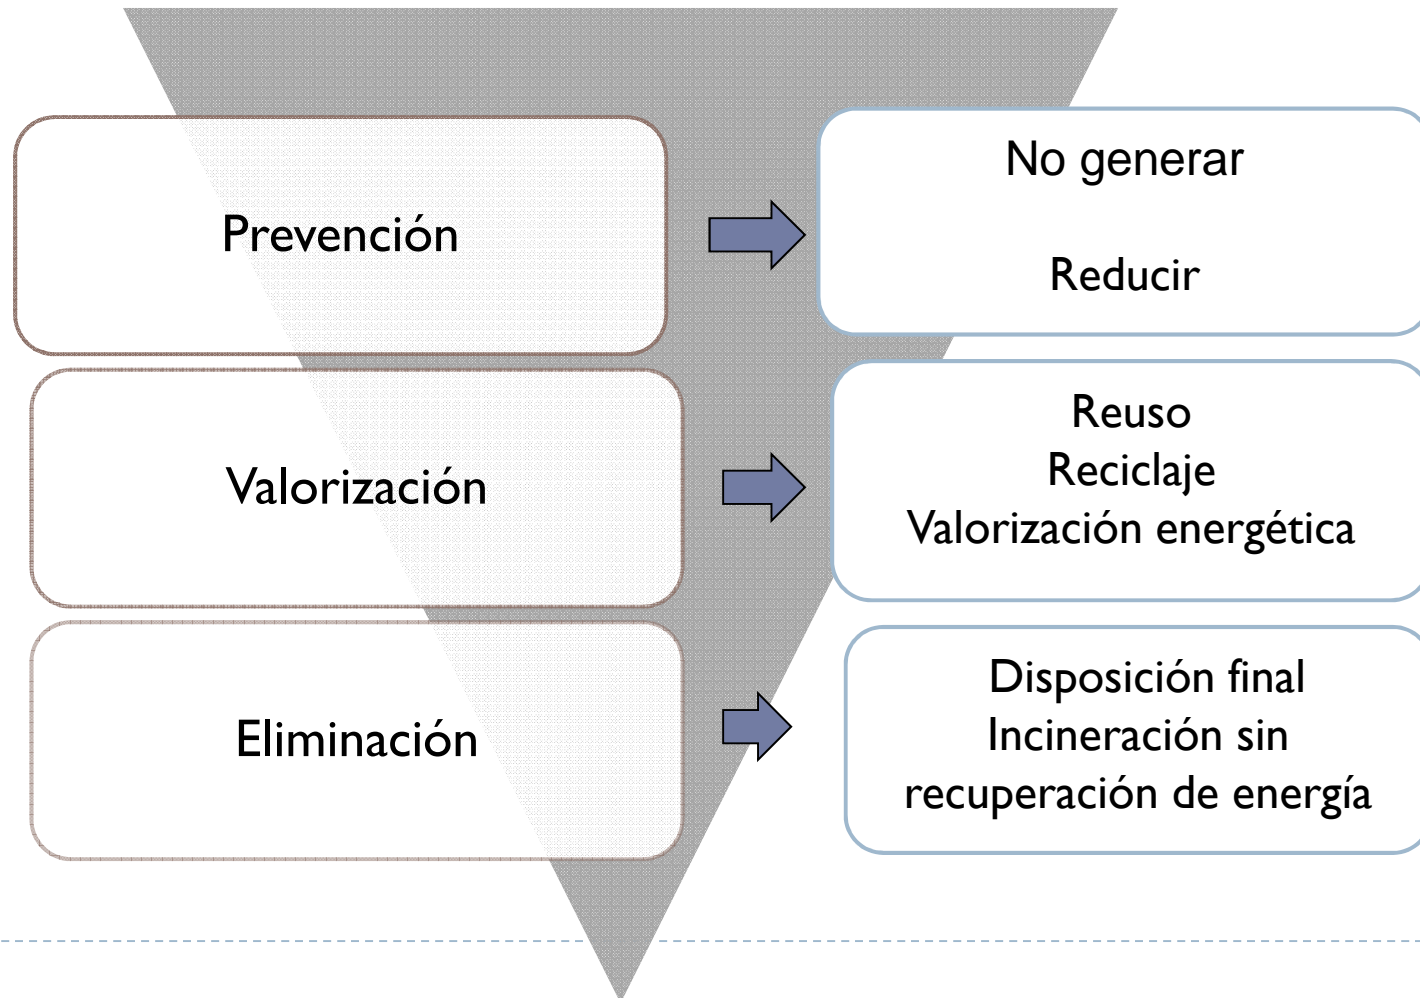 Prevención
No generar
Reducir
Valorización
Reuso
Reciclaje
Valorización energética
Eliminación
Disposición final
Incineración sin
recuperación de energía